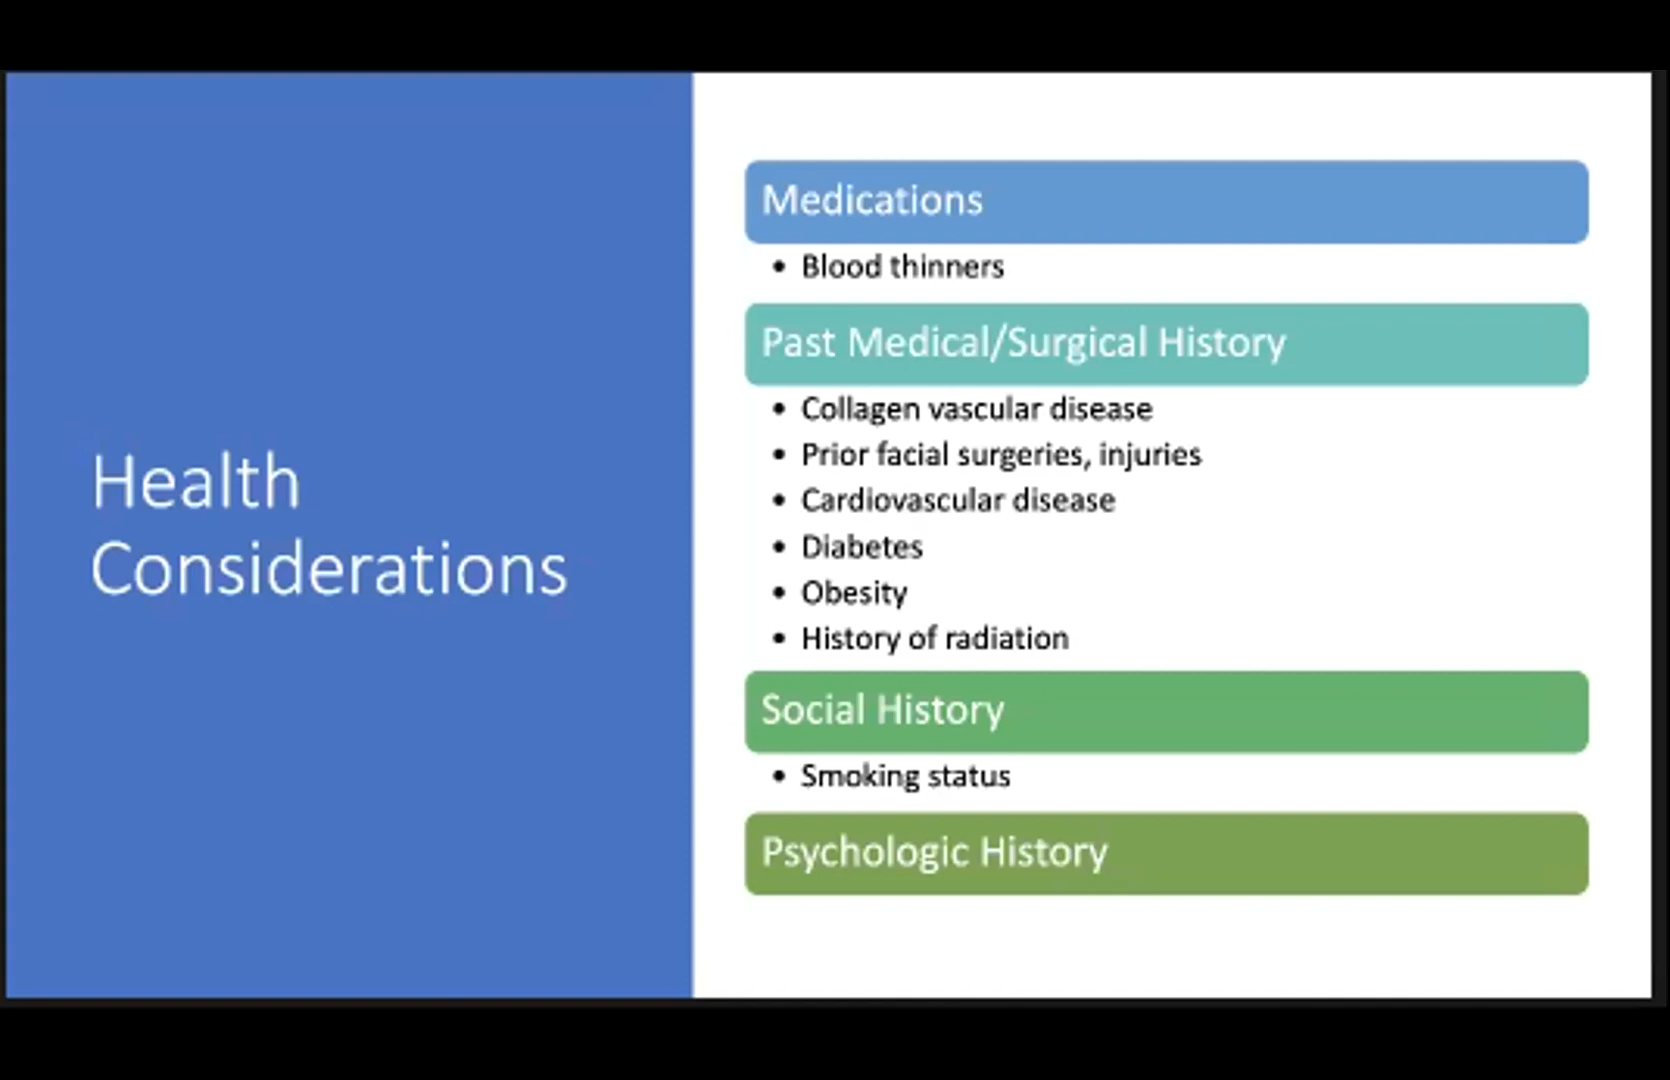 Health
Considerations
Medications
• Blood thinners
Past Medical/Surgical History
• Collagen vascular disease
• Prior facial surgeries, injuries
• Cardiovascular disease
• Diabetes
• Obesity
• History of radiation
Social History
• Smoking status
Psychologic History